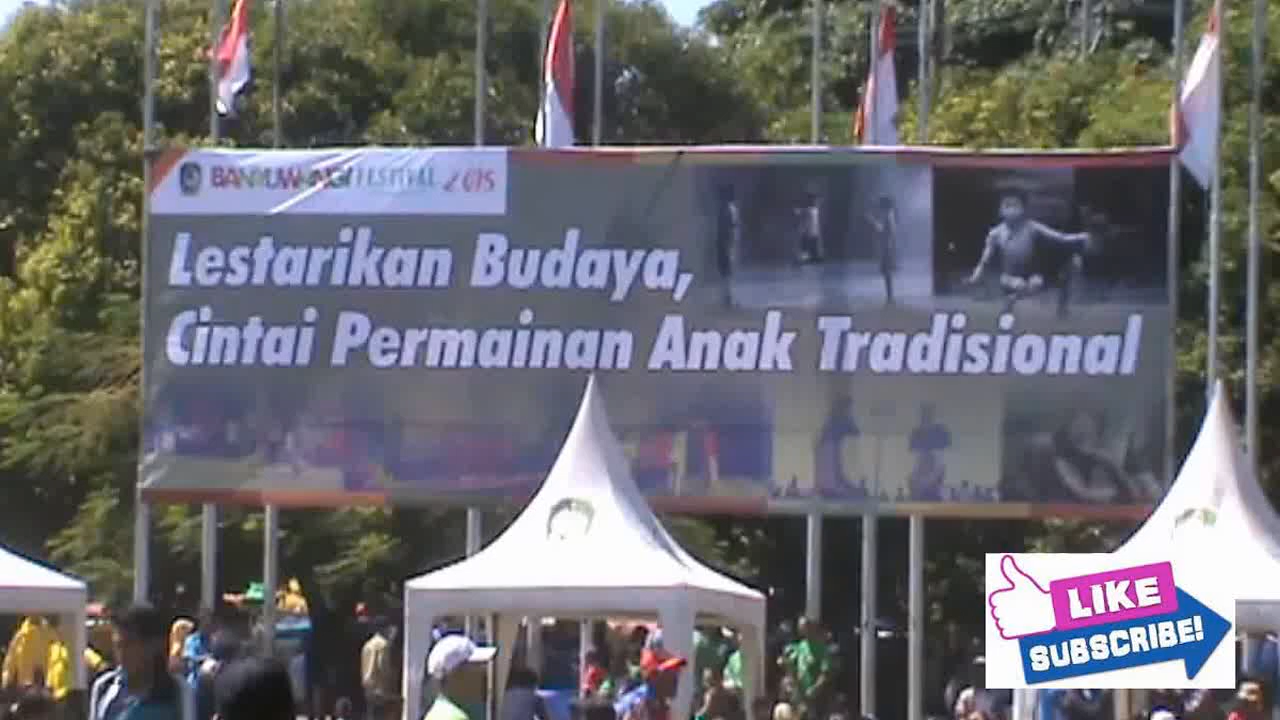 BANYUWANGI FESTIVAL 2015
Lestarikan Budaya,
Cintai Permainan Anak Tradisional
LIKE
SUBSCRIBE!